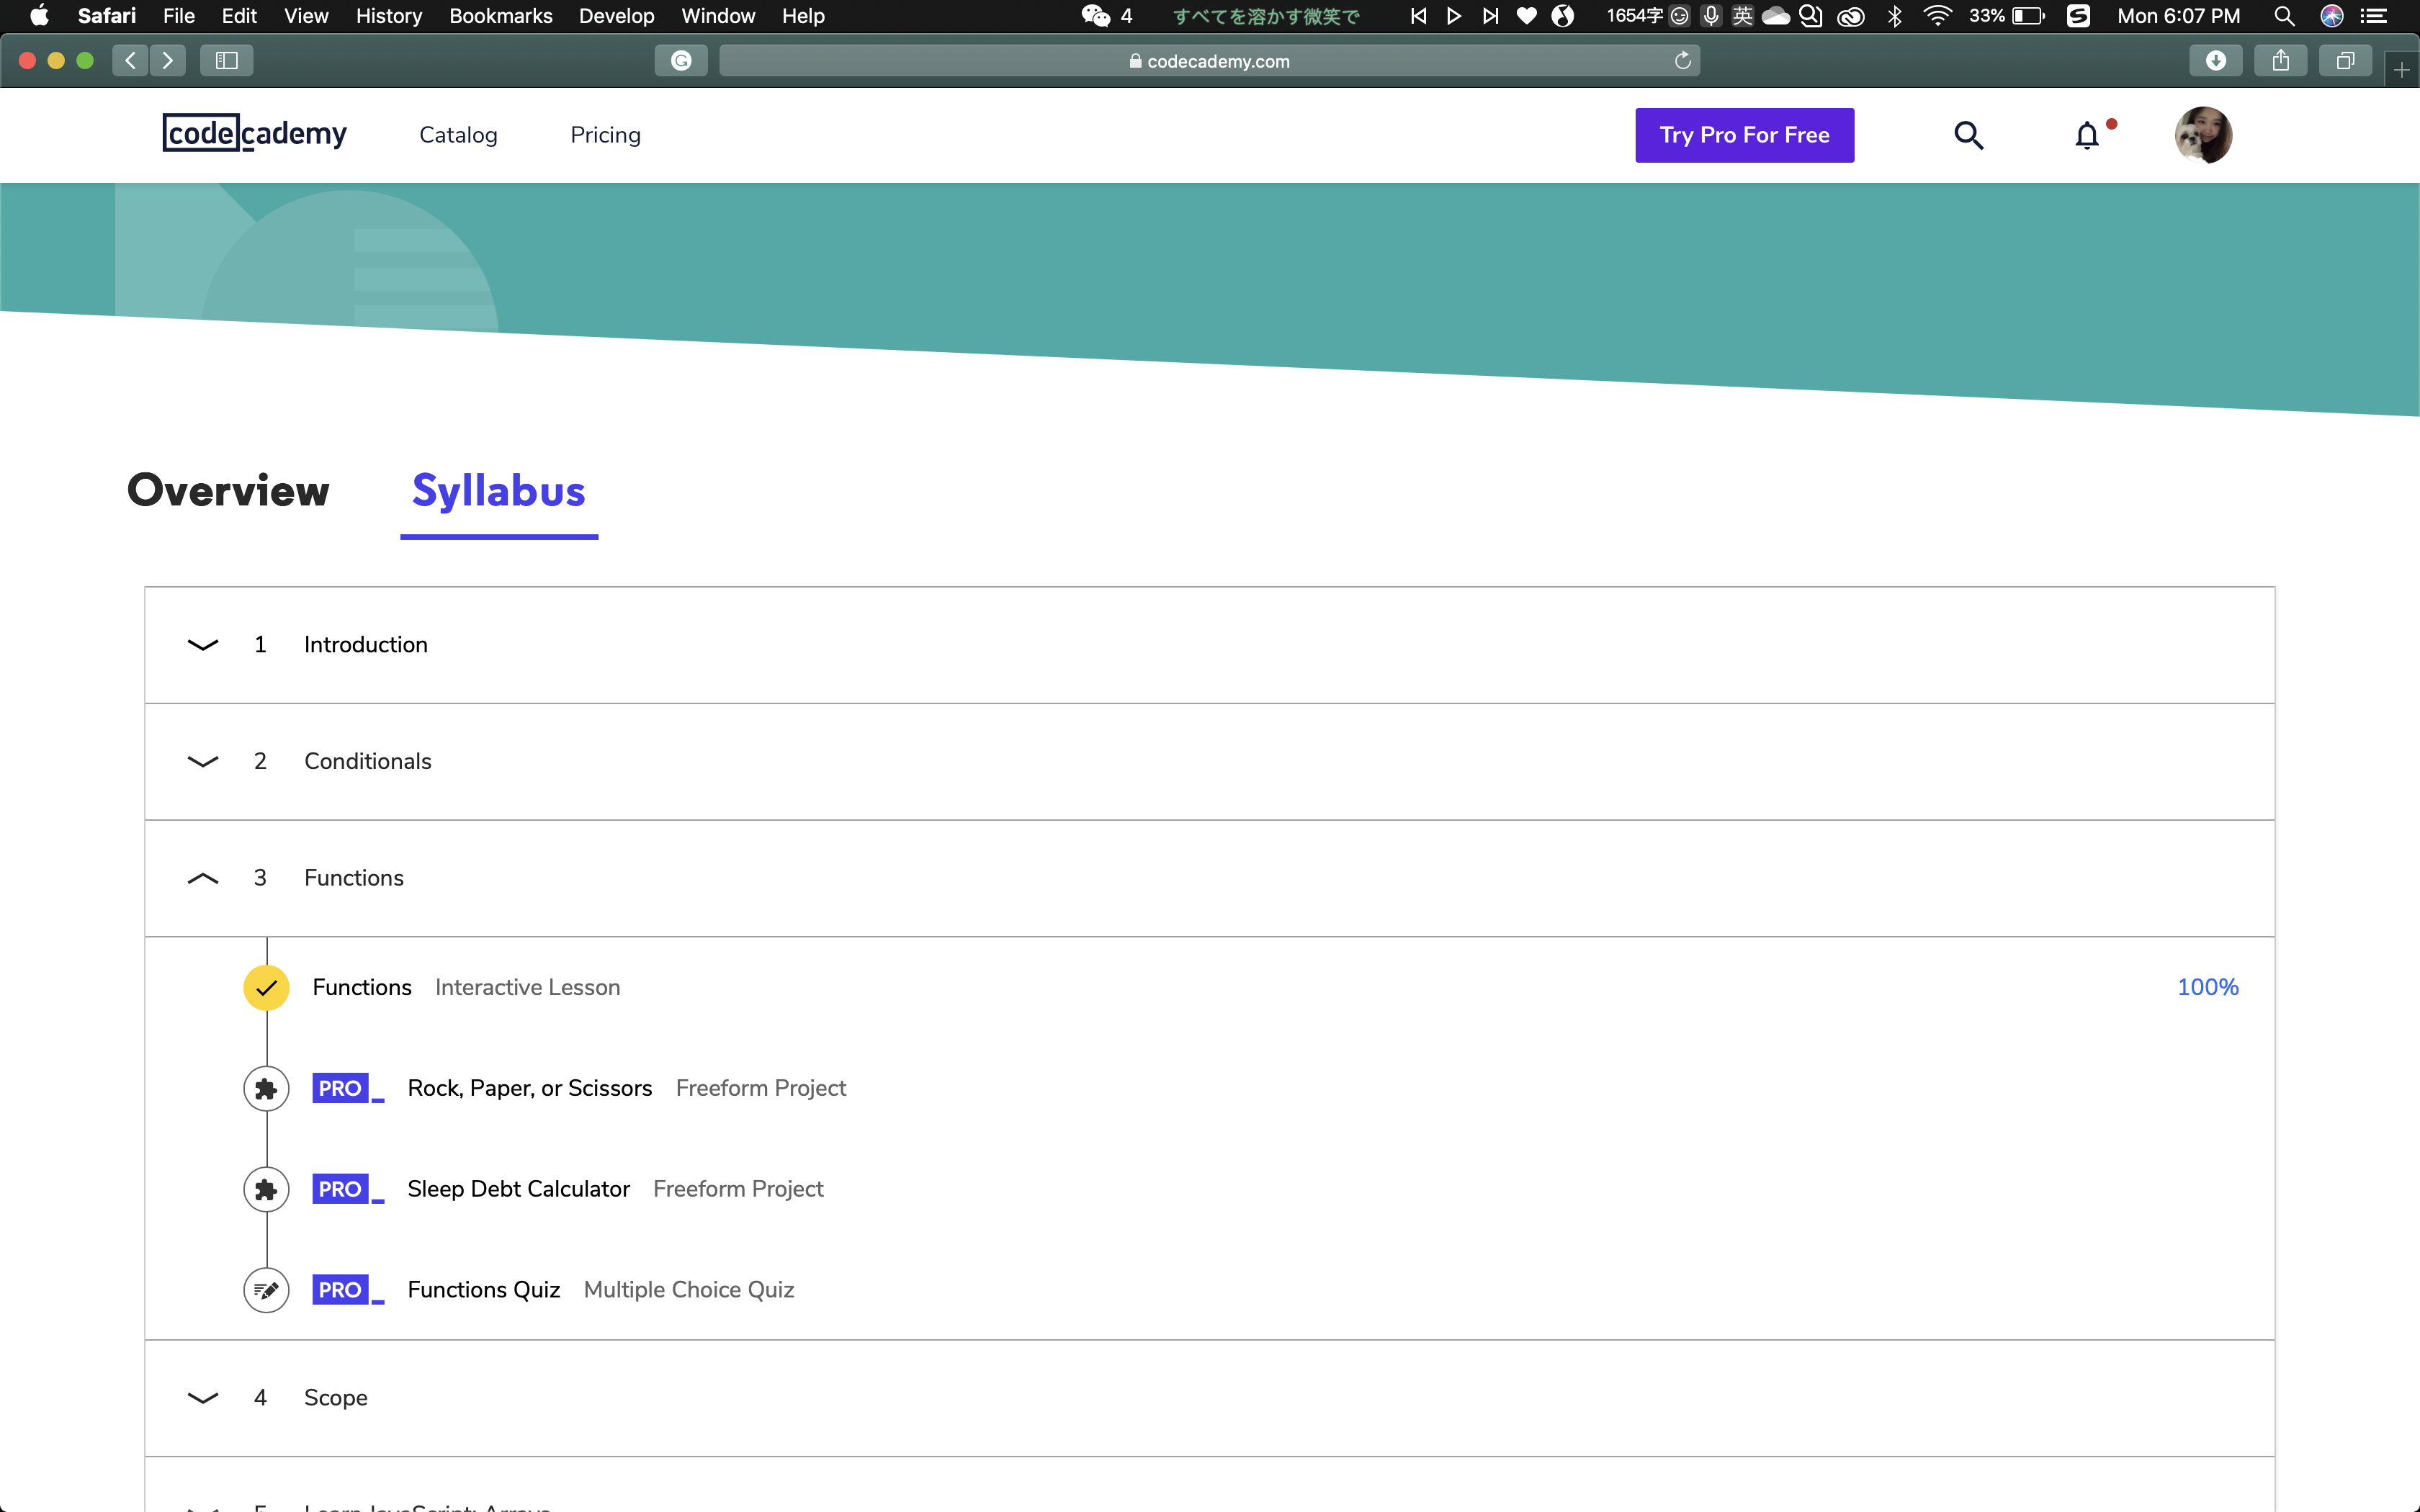 Safari File Edit View History Bookmarks Develop Window Help 4 すべてを溶かす微笑で 1654字 英 33% Mon 6:07 PM
codecademy.com
codecademy Catalog Pricing Try Pro For Free
Overview Syllabus
1 Introduction
2 Conditionals
3 Functions
Functions Interactive Lesson 100%
PRO Rock, Paper, or Scissors Freeform Project
PRO Sleep Debt Calculator Freeform Project
PRO Functions Quiz Multiple Choice Quiz
4 Scope
5 Learn JavaScript: Arrays